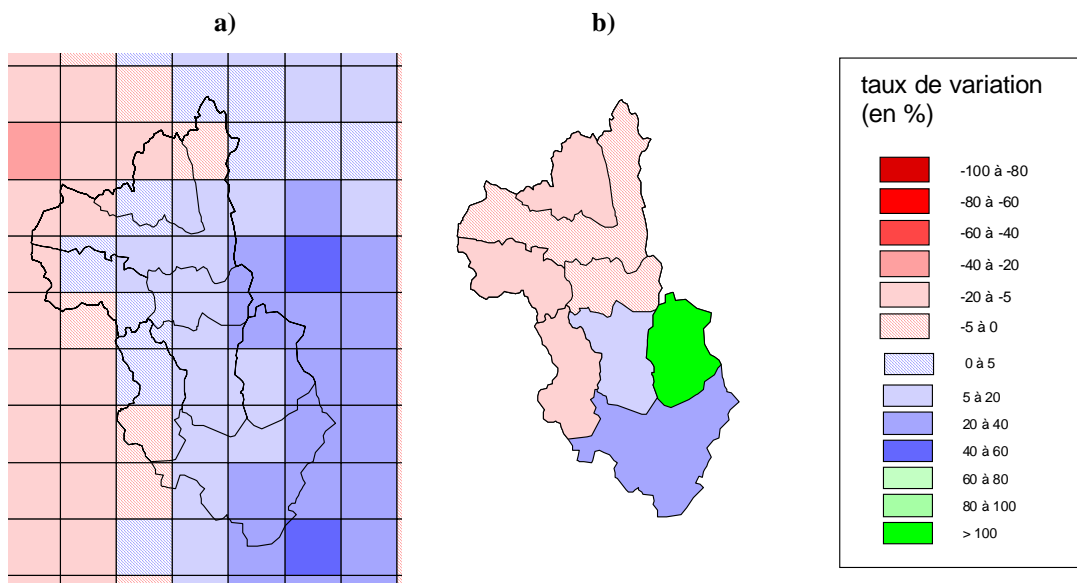 a)
b)
taux de variation
(en %)
-100 à -80
-80 à -60
-60 à -40
-40 à -20
-20 à -5
-5 à 0
0 à 5
5 à 20
20 à 40
40 à 60
60 à 80
80 à 100
> 100